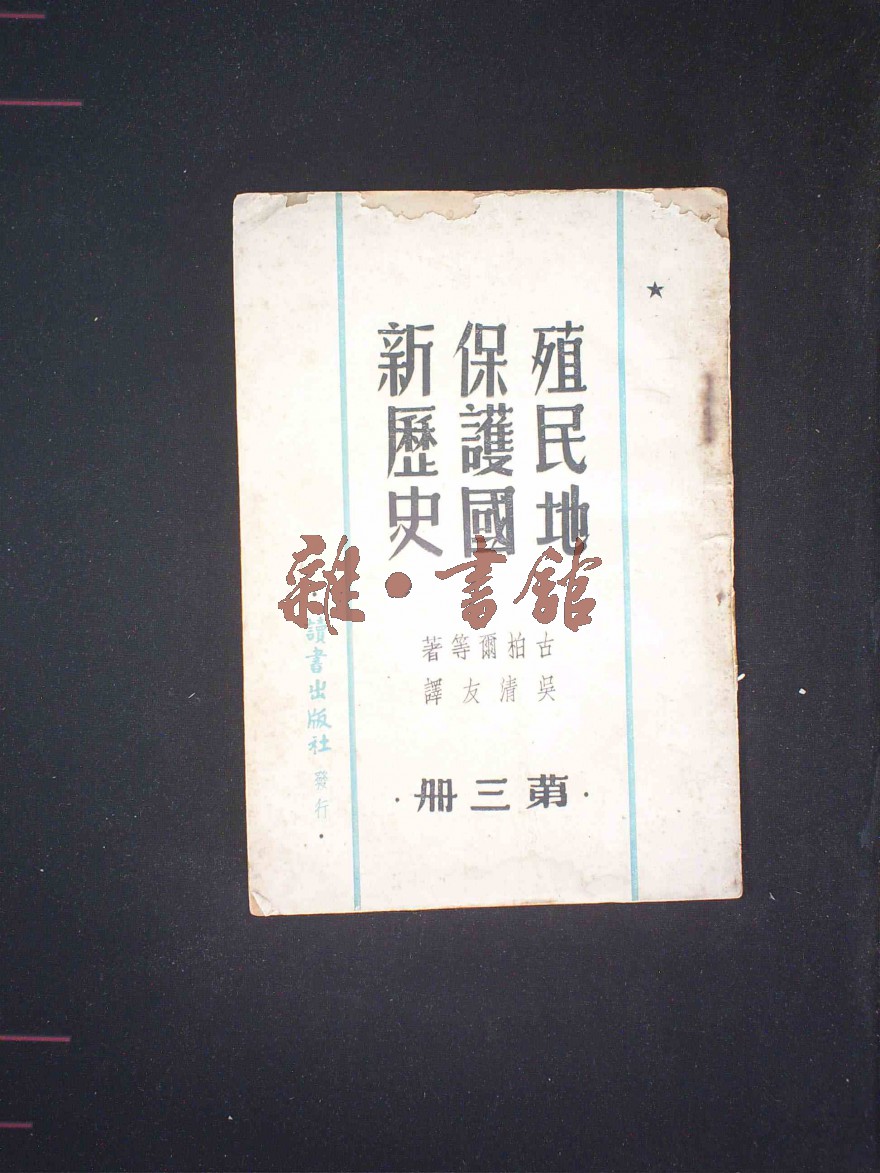 殖民地
保護國
新歷史
古柏爾等著
吳清友譯
·第三冊·
讀書出版社 發行·
雜·書館